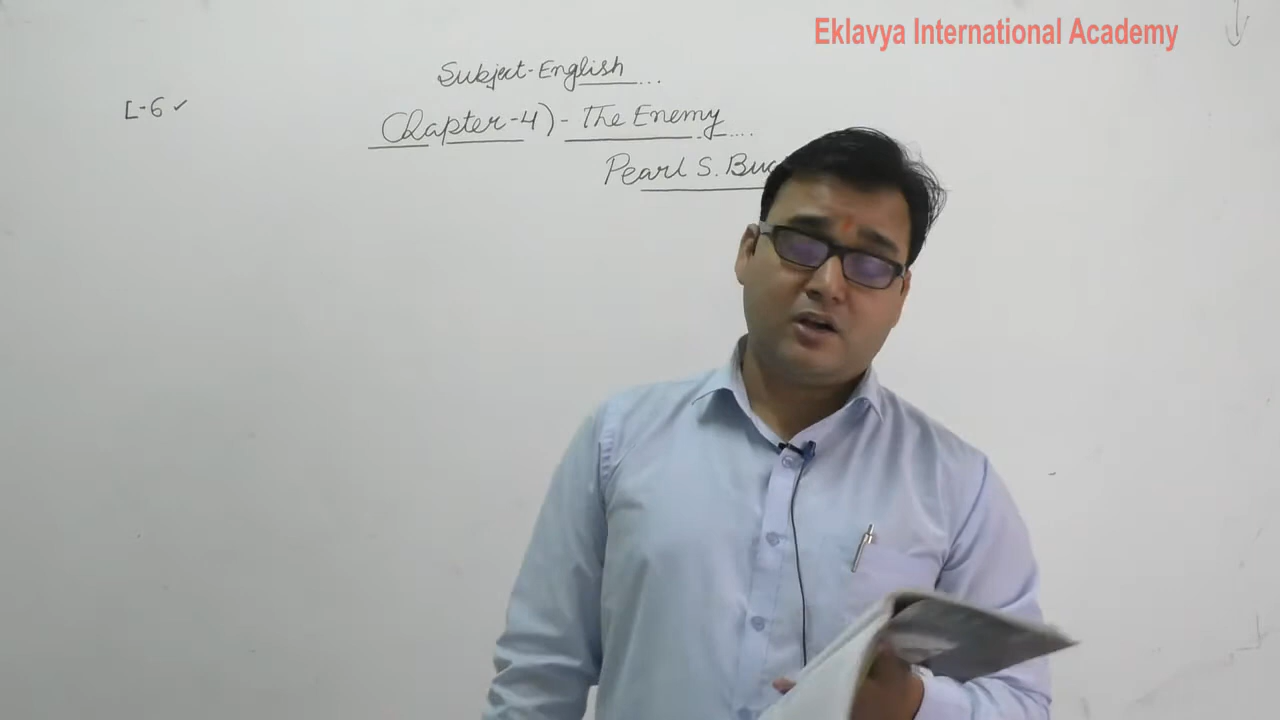 Eklavya International Academy
Subject-English...
L-6 ✓
Chapter-4) - The Enemy....
Pearl S.